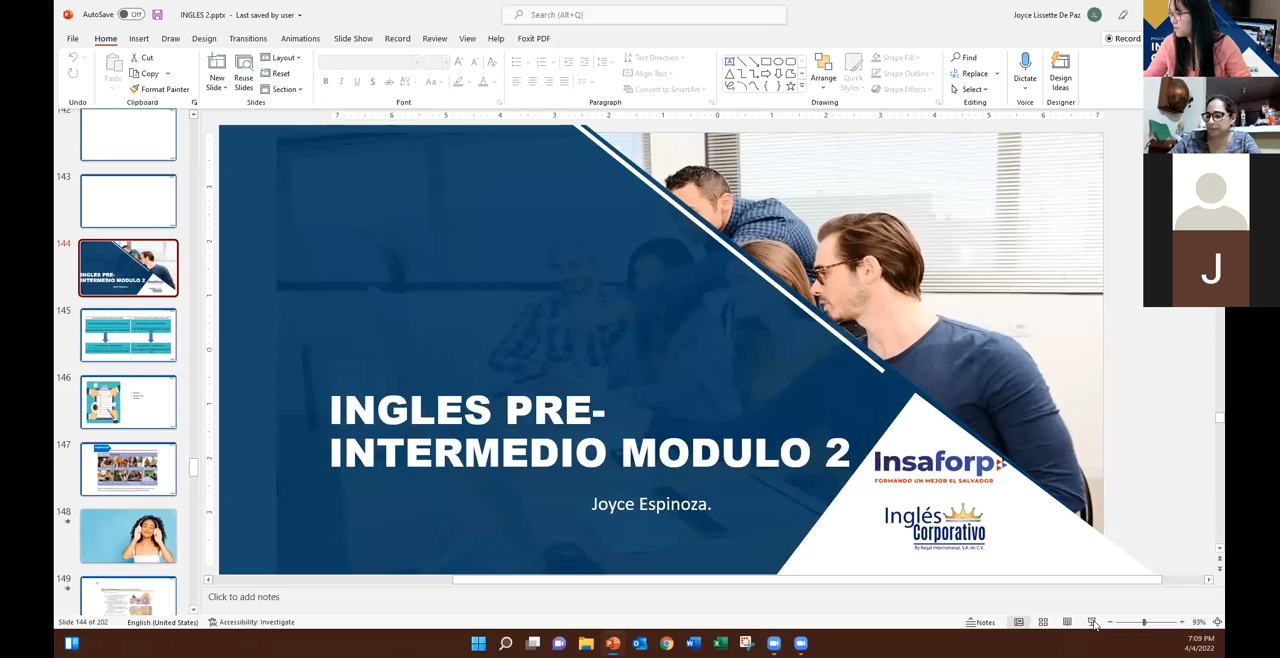 AutoSave Off INGLES 2.pptx - Last saved by user Search (Alt+Q) Joyce Lissette De Paz JL
File Home Insert Draw Design Transitions Animations Slide Show Record Review View Help Foxit PDF Record
Cut
Copy
Format Painter
Paste
New Slide
Reuse Slides
Layout
Reset
Section
Text Direction
Align Text
Convert to SmartArt
Arrange
Quick Styles
Shape Fill
Shape Outline
Shape Effects
Find
Replace
Select
Dictate
Design Ideas
Undo Clipboard Slides Font Paragraph Drawing Editing Voice Designer
142
143
144
145
146
147
148
149
INGLES PRE-
INTERMEDIO MODULO 2
Joyce Espinoza.
Insaforp
FORMANDO UN MEJOR EL SALVADOR
Inglés
Corporativo
By Regal International, S.A. de C.V.
J
Click to add notes
Slide 144 of 202 English (United States) Accessibility: Investigate Notes 93%
7:09 PM
4/4/2022